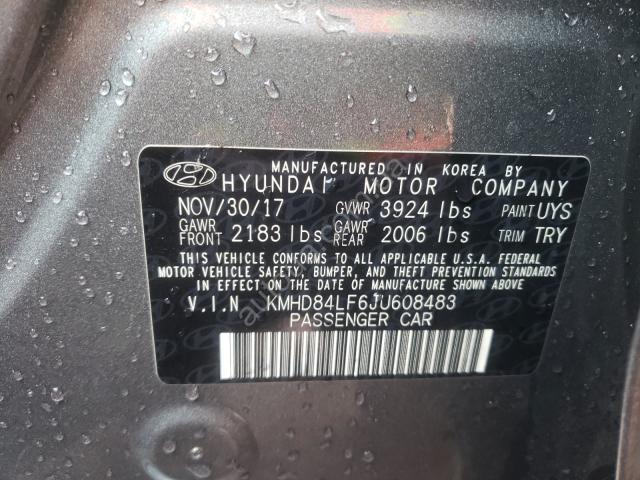 MANUFACTURED IN KOREA BY
HYUNDAI MOTOR COMPANY
NOV/30/17 GVWR 3924 lbs PAINT UYS
GAWR FRONT 2183 lbs GAWR REAR 2006 lbs TRIM TRY
THIS VEHICLE CONFORMS TO ALL APPLICABLE U.S.A. FEDERAL
MOTOR VEHICLE SAFETY, BUMPER, AND THEFT PREVENTION STANDARDS
IN EFFECT ON THE DATE OF MANUFACTURE SHOWN ABOVE.
V.I.N KMHD84LF6JU608483
PASSENGER CAR